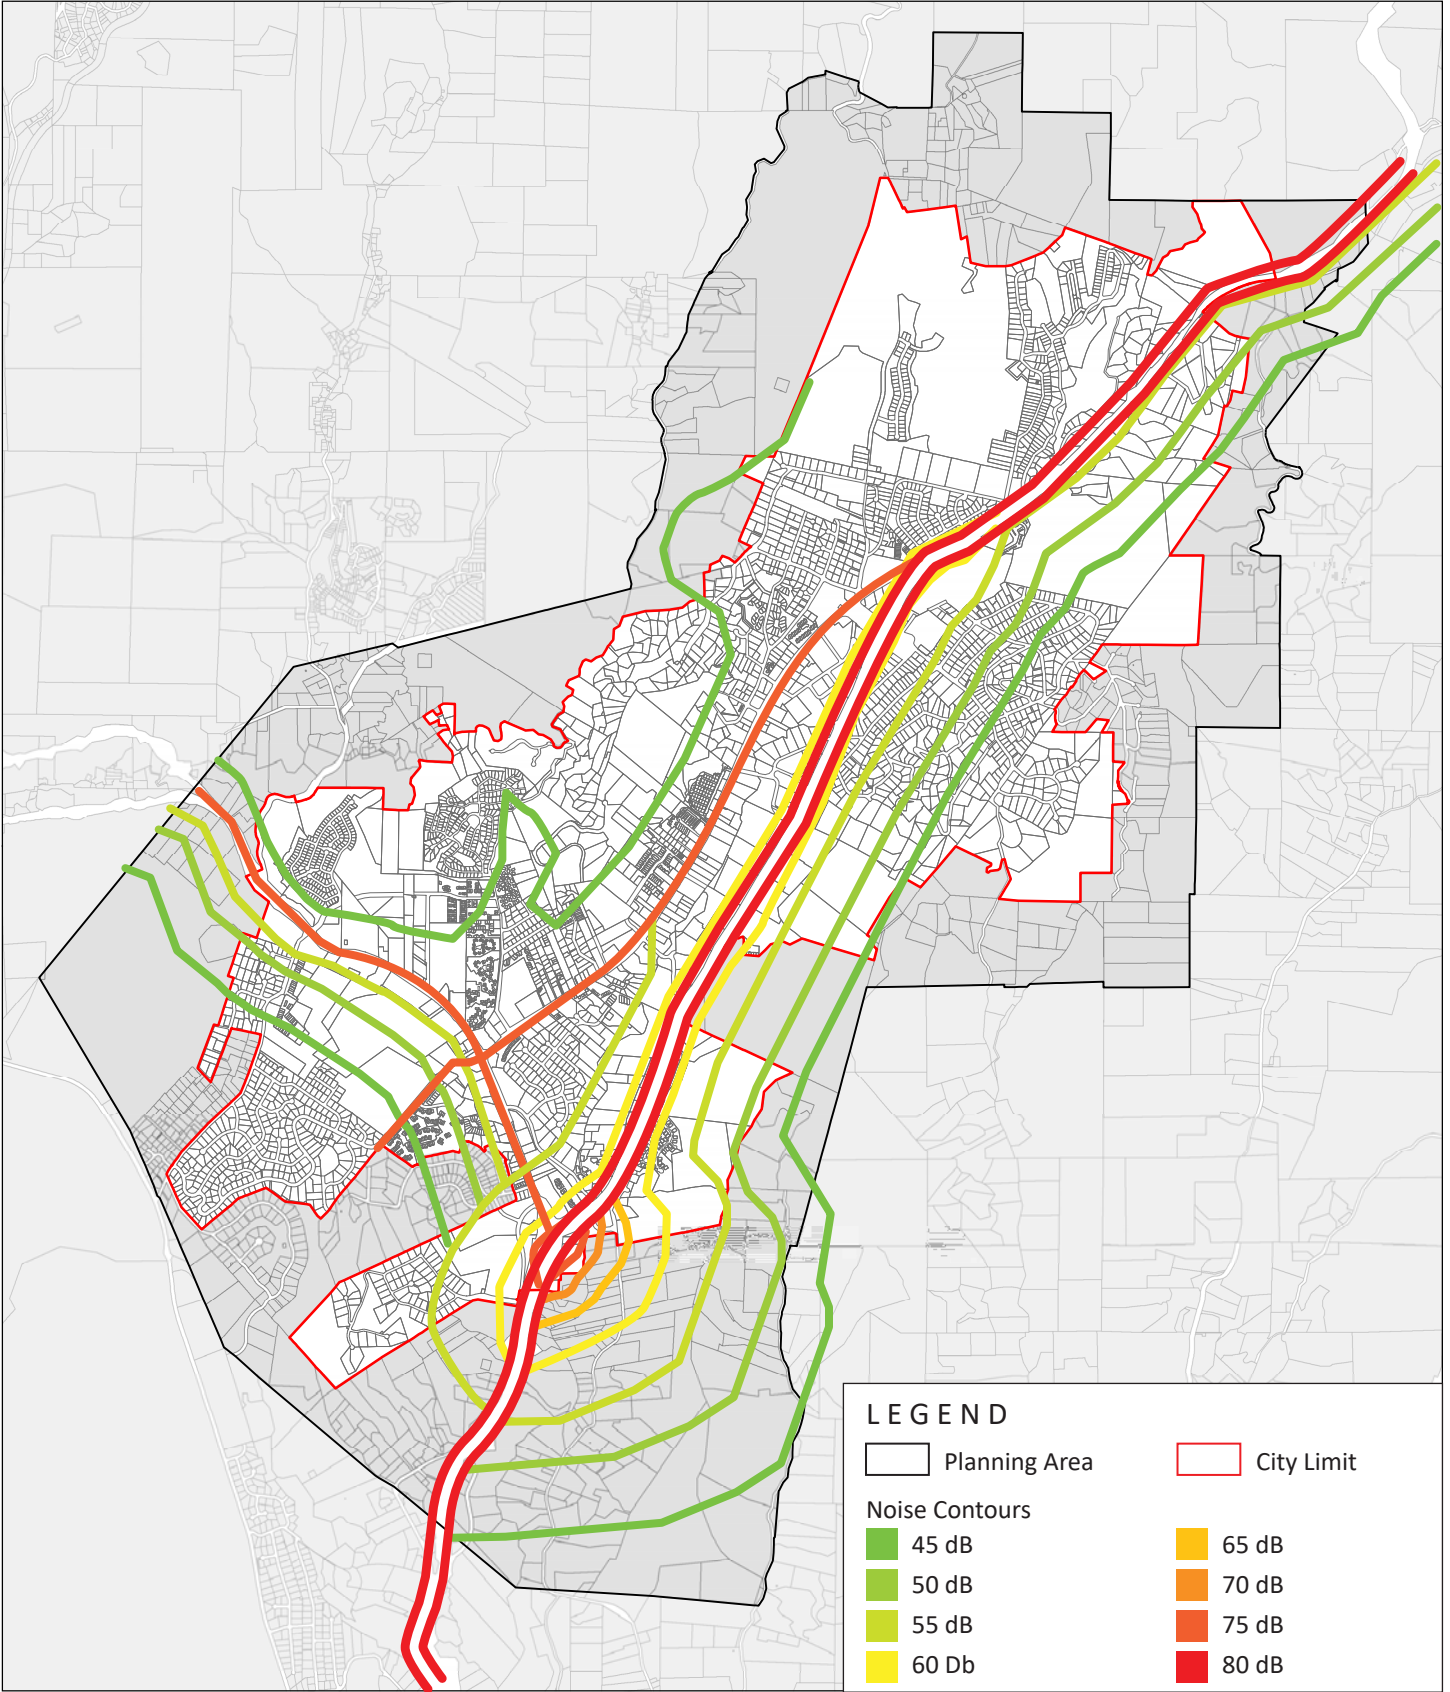 LEGEND
Planning Area
City Limit
Noise Contours
45 dB
65 dB
50 dB
70 dB
55 dB
75 dB
60 Db
80 dB